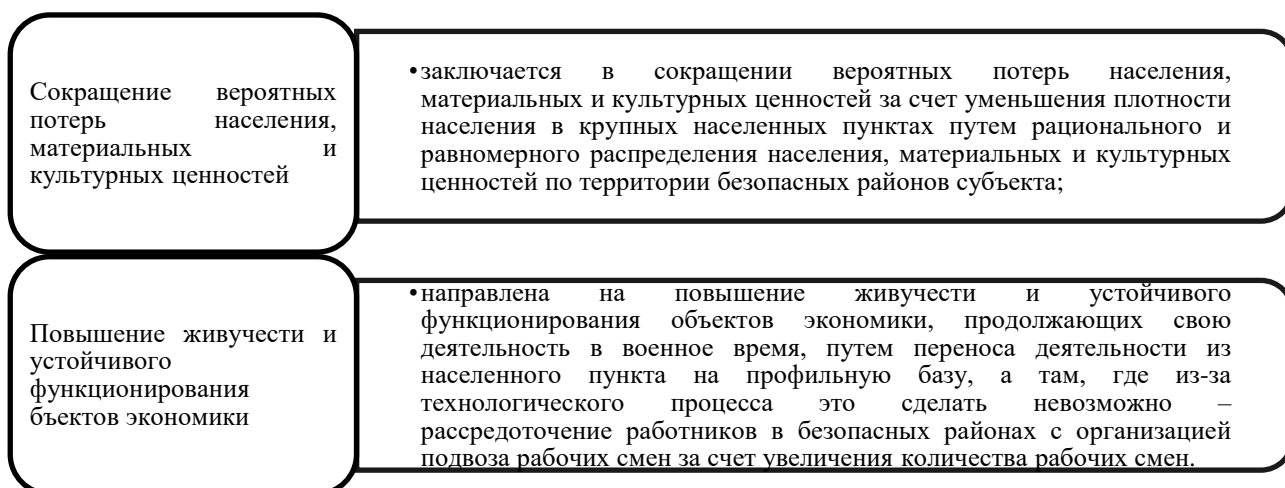 Сокращение вероятных
потерь населения,
материальных и
культурных ценностей
•заключается в сокращении вероятных потерь населения,
материальных и культурных ценностей за счет уменьшения плотности
населения в крупных населенных пунктах путем рационального и
равномерного распределения населения, материальных и культурных
ценностей по территории безопасных районов субъекта;
Повышение живучести и
устойчивого
функционирования
бъектов экономики
•направлена на повышение живучести и устойчивого
функционирования объектов экономики, продолжающих свою
деятельность в военное время, путем переноса деятельности из
населенного пункта на профильную базу, а там, где из-за
технологического процесса это сделать невозможно –
рассредоточение работников в безопасных районах с организацией
подвоза рабочих смен за счет увеличения количества рабочих смен.